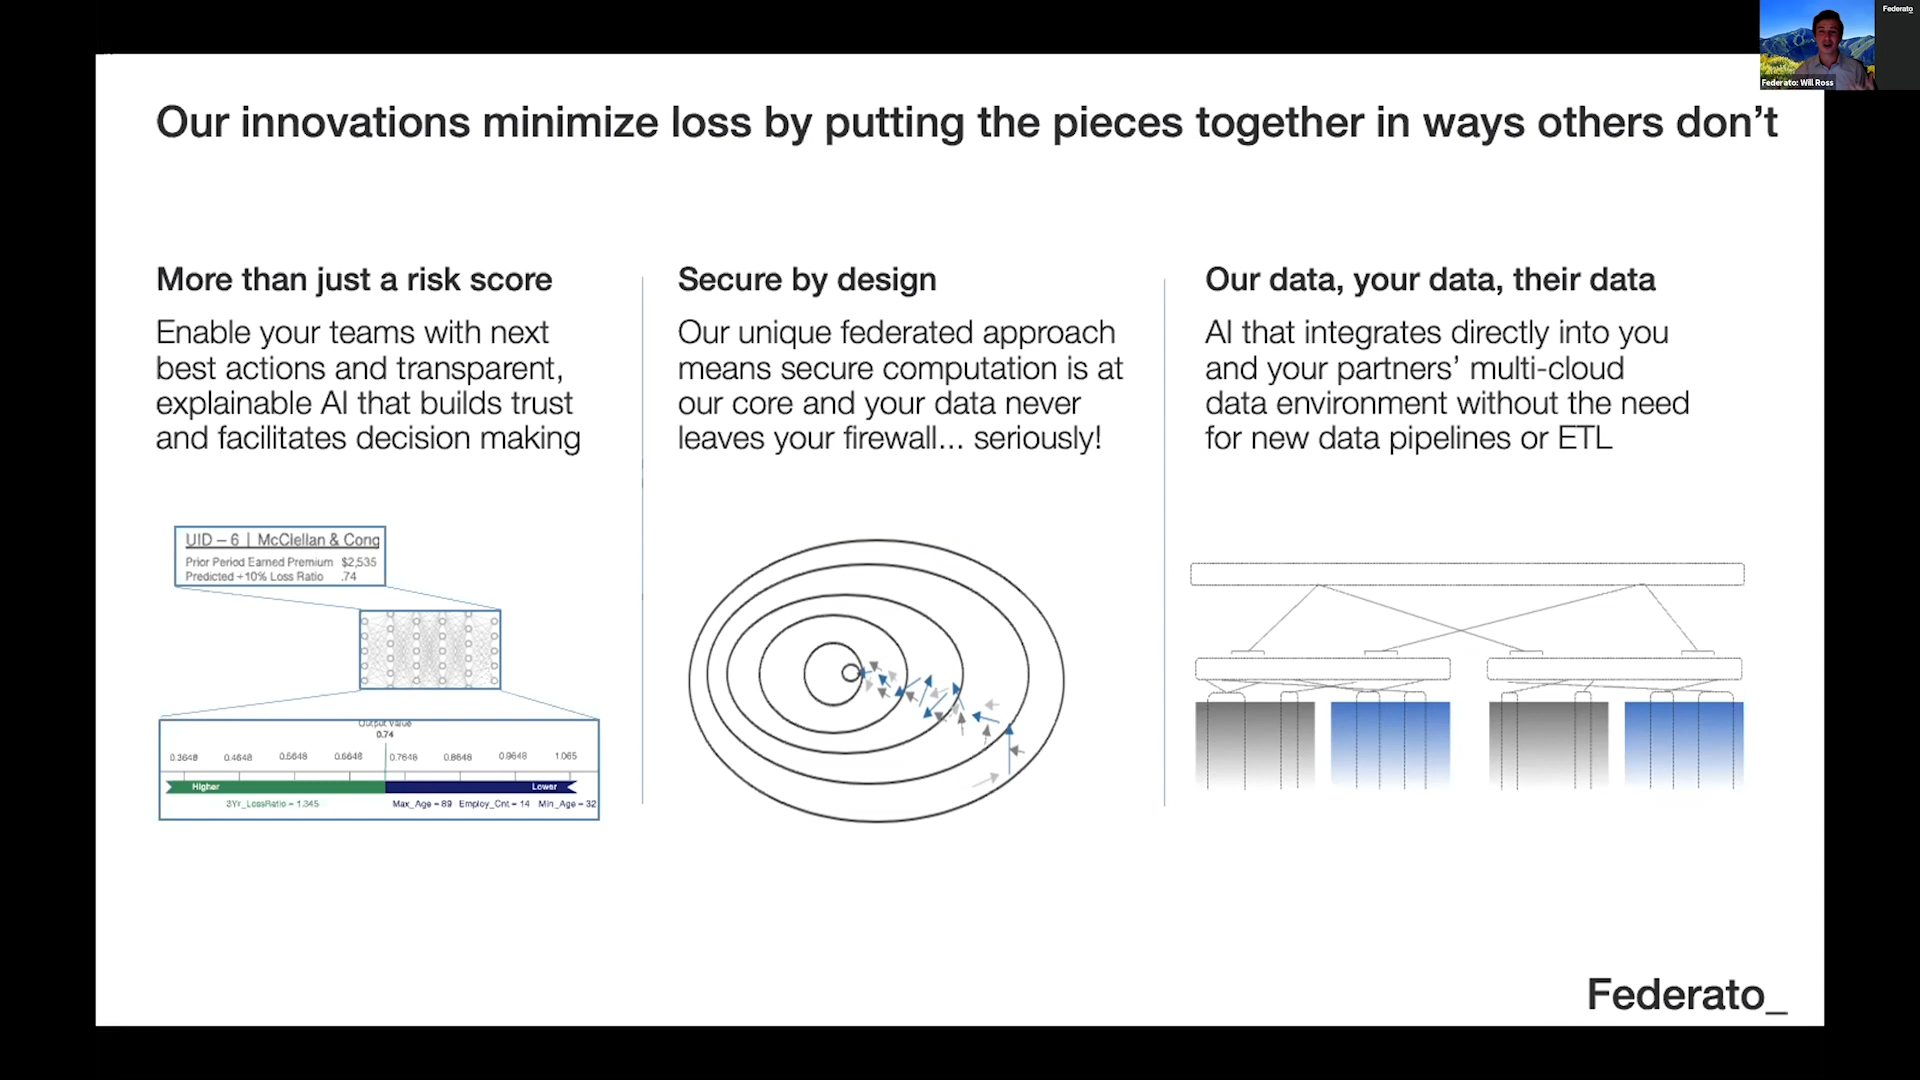 Federato_
Federato: Will Ross
Our innovations minimize loss by putting the pieces together in ways others don’t
More than just a risk score
Enable your teams with next
best actions and transparent,
explainable AI that builds trust
and facilitates decision making
UID – 6 | McClellan & Cong
Prior Period Earned Premium $2,535
Predicted +10% Loss Ratio .74
Output Value
0.74
0.3648 0.4648 0.5648 0.6648 0.7648 0.8648 0.9648 1.065
Higher Lower
3Yr_LossRatio = 1.345 Max_Age = 89 Employ_Cnt = 14 Min_Age = 32
Secure by design
Our unique federated approach
means secure computation is at
our core and your data never
leaves your firewall... seriously!
Our data, your data, their data
AI that integrates directly into you
and your partners’ multi-cloud
data environment without the need
for new data pipelines or ETL
Federato_